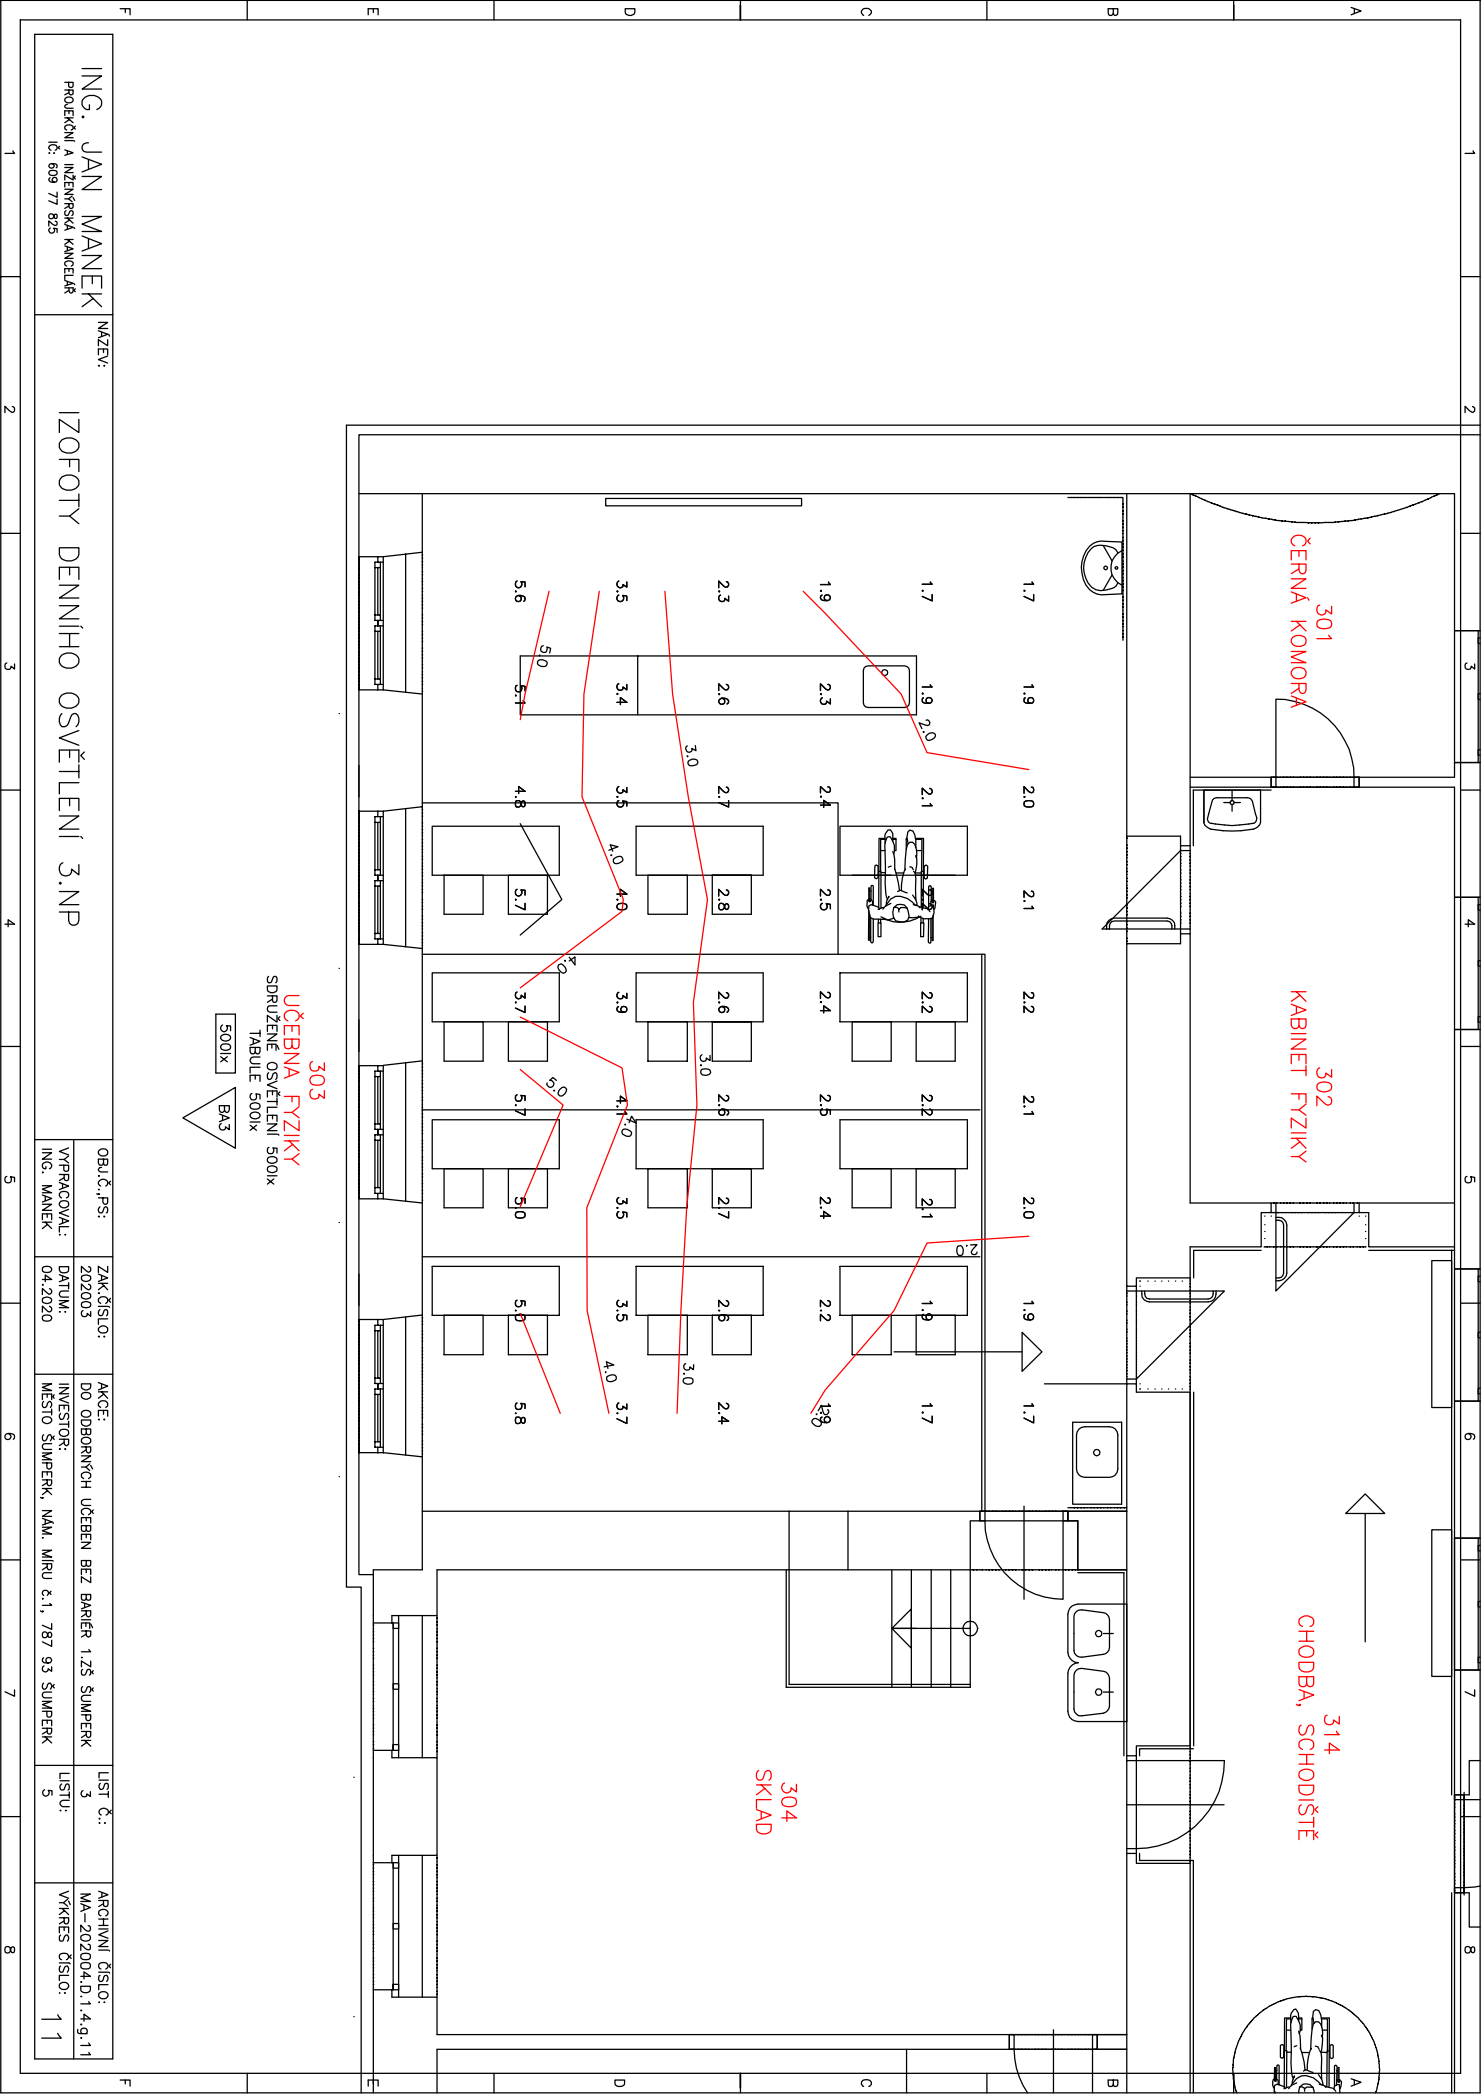 1 2 3 4 5 6 7 8
A
B
C
D
E
F
301
ČERNÁ KOMORA
302
KABINET FYZIKY
314
CHODBA, SCHODIŠTĚ
304
SKLAD
1.7 1.9 2.0 2.1 2.2 2.1 2.0 1.9 1.7
1.7 1.9 2.1 2.2 2.2 2.1 1.9 1.7
2.0
2.0
1.9 2.3 2.4 2.5 2.4 2.5 2.4 2.2 1.9
2.0
2.3 2.6 2.7 2.8 2.6 2.6 2.7 2.6 2.4
3.0
3.0
3.0
3.5 3.4 3.5 4.0 3.9 4.1 3.5 3.5 3.7
4.0
4.0
4.0
4.0
5.6 5.1 4.8 5.7 3.7 5.7 5.0 5.0 5.8
5.0
5.0
303
UČEBNA FYZIKY
SDRUŽENÉ OSVĚTLENÍ 500lx
TABULE 500lx
500lx
BA3
ING. JAN MANEK
PROJEKČNÍ A INŽENÝRSKÁ KANCELÁŘ
IČ: 609 77 825
NÁZEV:
IZOFOTY DENNÍHO OSVĚTLENÍ 3.NP
OBJ.Č.,PS:
VYPRACOVAL:
ING. MANEK
ZAK.ČÍSLO:
202003
DATUM:
04.2020
AKCE:
DO ODBORNÝCH UČEBEN BEZ BARIÉR 1.ZŠ ŠUMPERK
INVESTOR:
MĚSTO ŠUMPERK, NÁM. MÍRU č.1, 787 93 ŠUMPERK
LIST Č.:
3
LISTU:
5
ARCHIVNÍ ČÍSLO:
MA-202004.D.1.4.g.11
VÝKRES ČÍSLO: 11
1 2 3 4 5 6 7 8
A
B
C
D
E
F